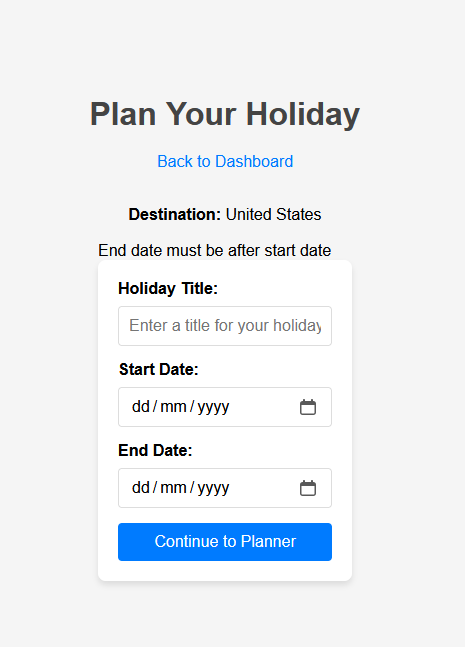 Plan Your Holiday
Back to Dashboard
Destination: United States
End date must be after start date
Holiday Title:
Enter a title for your holiday
Start Date:
dd/mm/yyyy
End Date:
dd/mm/yyyy
Continue to Planner